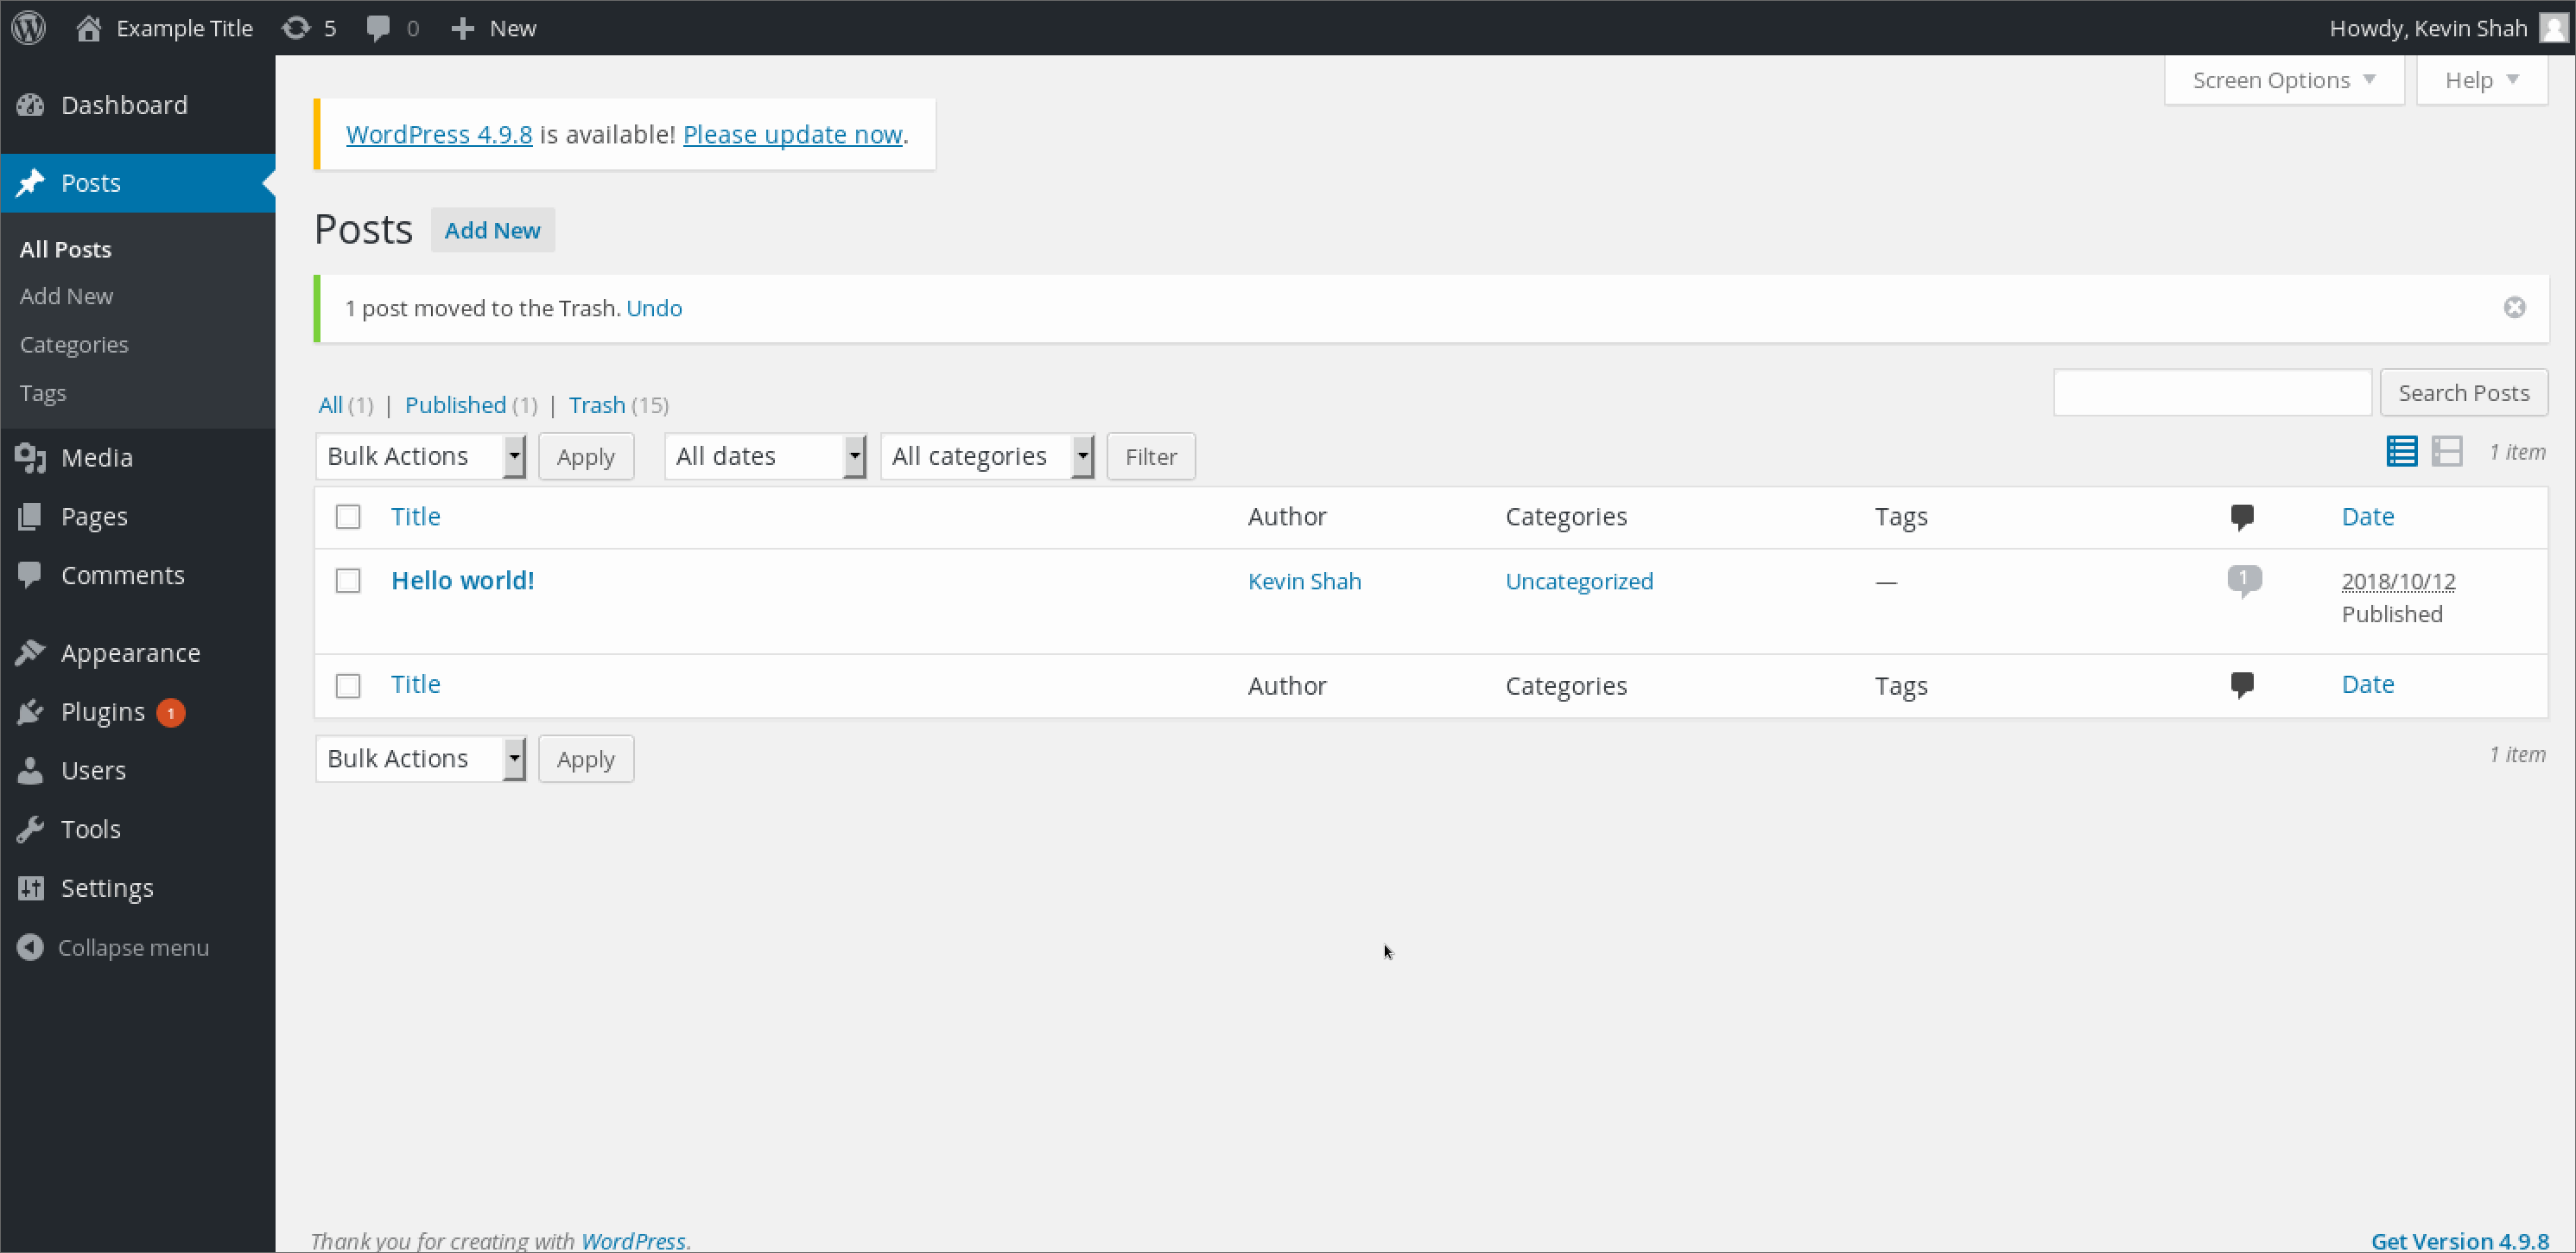 Example Title 5 0 New Howdy, Kevin Shah
Dashboard
Posts
All Posts
Add New
Categories
Tags
Media
Pages
Comments
Appearance
Plugins 1
Users
Tools
Settings
Collapse menu
Screen Options Help
WordPress 4.9.8 is available! Please update now.
Posts Add New
1 post moved to the Trash. Undo
All (1) | Published (1) | Trash (15)
Search Posts
Bulk Actions Apply All dates All categories Filter 1 item
Title Author Categories Tags Date
Hello world! Kevin Shah Uncategorized — 1 2018/10/12
Published
Title Author Categories Tags Date
Bulk Actions Apply 1 item
Thank you for creating with WordPress. Get Version 4.9.8